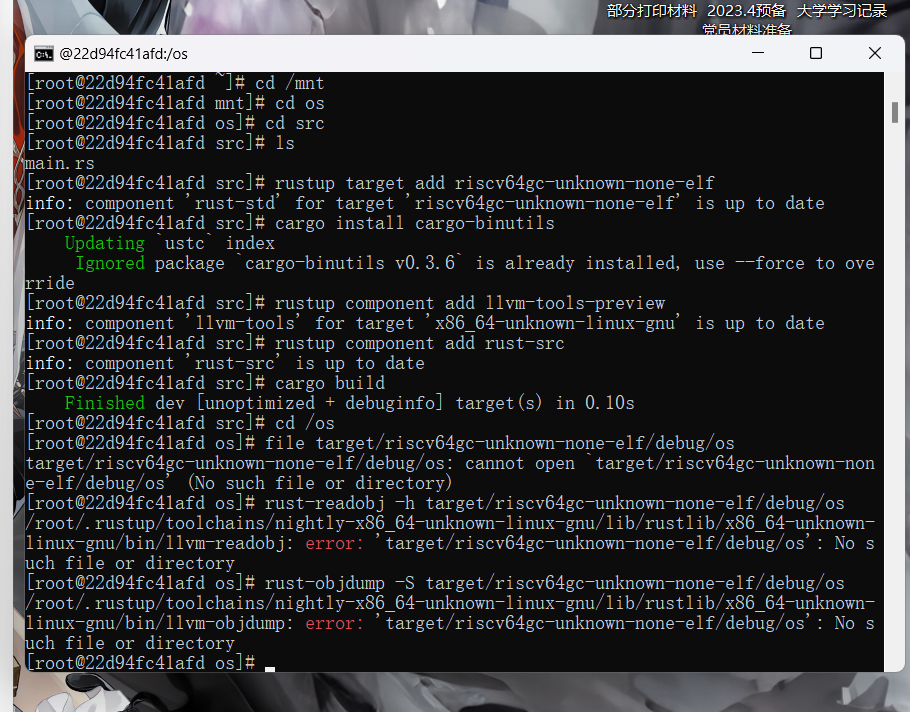 部分打印材料 2023.4预备 大学学习记录
党员材料准备
@22d94fc41afd:/os
[root@22d94fc41afd ~]# cd /mnt
[root@22d94fc41afd mnt]# cd os
[root@22d94fc41afd os]# cd src
[root@22d94fc41afd src]# ls
main.rs
[root@22d94fc41afd src]# rustup target add riscv64gc-unknown-none-elf
info: component 'rust-std' for target 'riscv64gc-unknown-none-elf' is up to date
[root@22d94fc41afd src]# cargo install cargo-binutils
    Updating `ustc` index
     Ignored package `cargo-binutils v0.3.6` is already installed, use --force to ove
rride
[root@22d94fc41afd src]# rustup component add llvm-tools-preview
info: component 'llvm-tools' for target 'x86_64-unknown-linux-gnu' is up to date
[root@22d94fc41afd src]# rustup component add rust-src
info: component 'rust-src' is up to date
[root@22d94fc41afd src]# cargo build
    Finished dev [unoptimized + debuginfo] target(s) in 0.10s
[root@22d94fc41afd src]# cd /os
[root@22d94fc41afd os]# file target/riscv64gc-unknown-none-elf/debug/os
target/riscv64gc-unknown-none-elf/debug/os: cannot open `target/riscv64gc-unknown-non
e-elf/debug/os' (No such file or directory)
[root@22d94fc41afd os]# rust-readobj -h target/riscv64gc-unknown-none-elf/debug/os
/root/.rustup/toolchains/nightly-x86_64-unknown-linux-gnu/lib/rustlib/x86_64-unknown-
linux-gnu/bin/llvm-readobj: error: 'target/riscv64gc-unknown-none-elf/debug/os': No s
uch file or directory
[root@22d94fc41afd os]# rust-objdump -S target/riscv64gc-unknown-none-elf/debug/os
/root/.rustup/toolchains/nightly-x86_64-unknown-linux-gnu/lib/rustlib/x86_64-unknown-
linux-gnu/bin/llvm-objdump: error: 'target/riscv64gc-unknown-none-elf/debug/os': No s
uch file or directory
[root@22d94fc41afd os]#